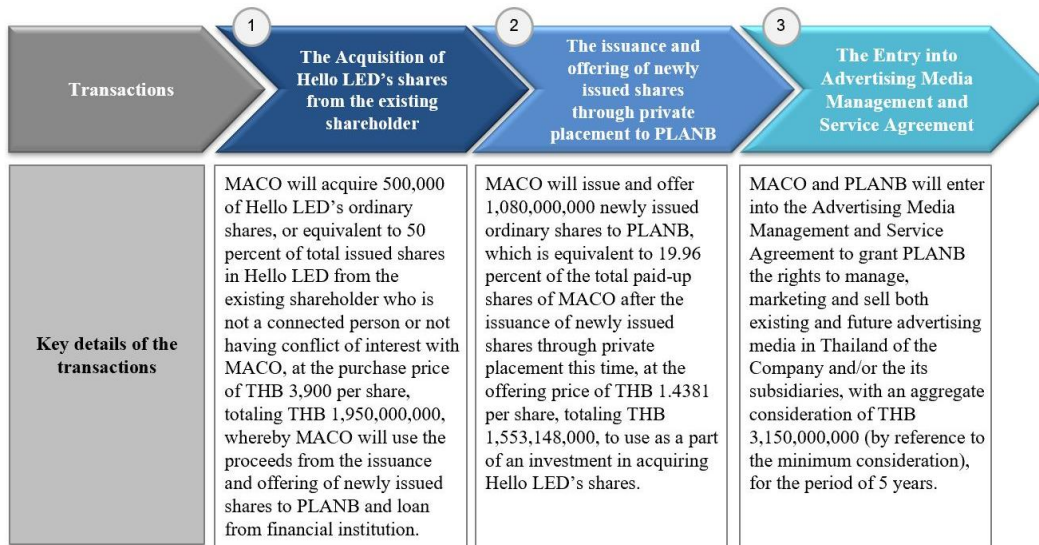 Transactions
1
The Acquisition of
Hello LED’s shares
from the existing
shareholder
2
The issuance and
offering of newly
issued shares
through private
placement to PLANB
3
The Entry into
Advertising Media
Management and
Service Agreement
Key details of the
transactions
MACO will acquire 500,000
of Hello LED’s ordinary
shares, or equivalent to 50
percent of total issued shares
in Hello LED from the
existing shareholder who is
not a connected person or not
having conflict of interest with
MACO, at the purchase price
of THB 3,900 per share,
totaling THB 1,950,000,000,
whereby MACO will use the
proceeds from the issuance
and offering of newly issued
shares to PLANB and loan
from financial institution.
MACO will issue and offer
1,080,000,000 newly issued
ordinary shares to PLANB,
which is equivalent to 19.96
percent of the total paid-up
shares of MACO after the
issuance of newly issued
shares through private
placement this time, at the
offering price of THB 1.4381
per share, totaling THB
1,553,148,000, to use as a part
of an investment in acquiring
Hello LED’s shares.
MACO and PLANB will enter
into the Advertising Media
Management and Service
Agreement to grant PLANB
the rights to manage,
marketing and sell both
existing and future advertising
media in Thailand of the
Company and/or the its
subsidiaries, with an aggregate
consideration of THB
3,150,000,000 (by reference to
the minimum consideration),
for the period of 5 years.